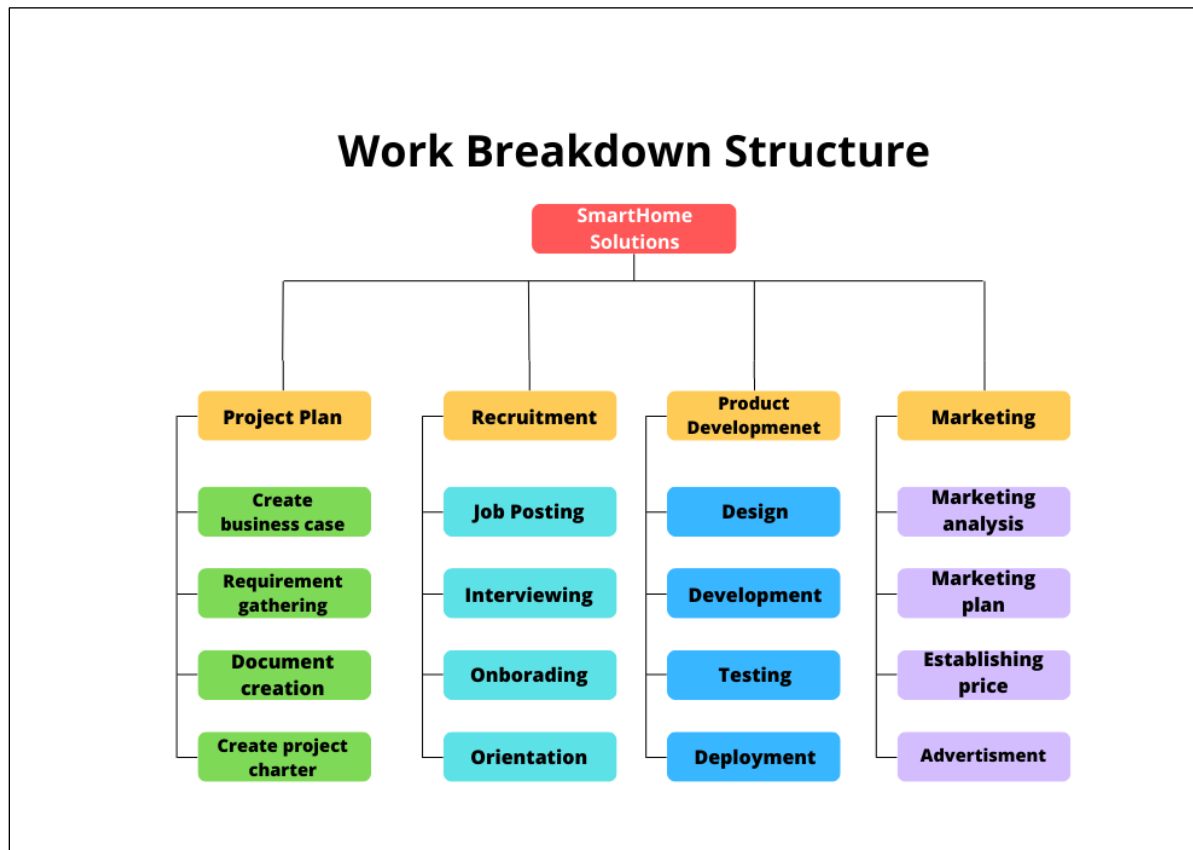 Work Breakdown Structure
SmartHome
Solutions
Project Plan
Create
business case
Requirement
gathering
Document
creation
Create project
charter
Recruitment
Job Posting
Interviewing
Onborading
Orientation
Product
Developmenet
Design
Development
Testing
Deployment
Marketing
Marketing
analysis
Marketing
plan
Establishing
price
Advertisment